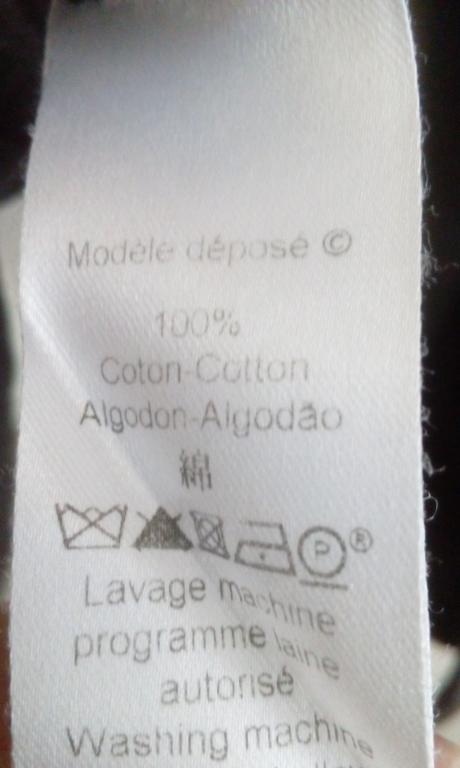 Modèle déposé ©
100%
Coton-Cotton
Algodon-Algodão
綿
P ®
Lavage machine
programme laine
autorisé
Washing machine